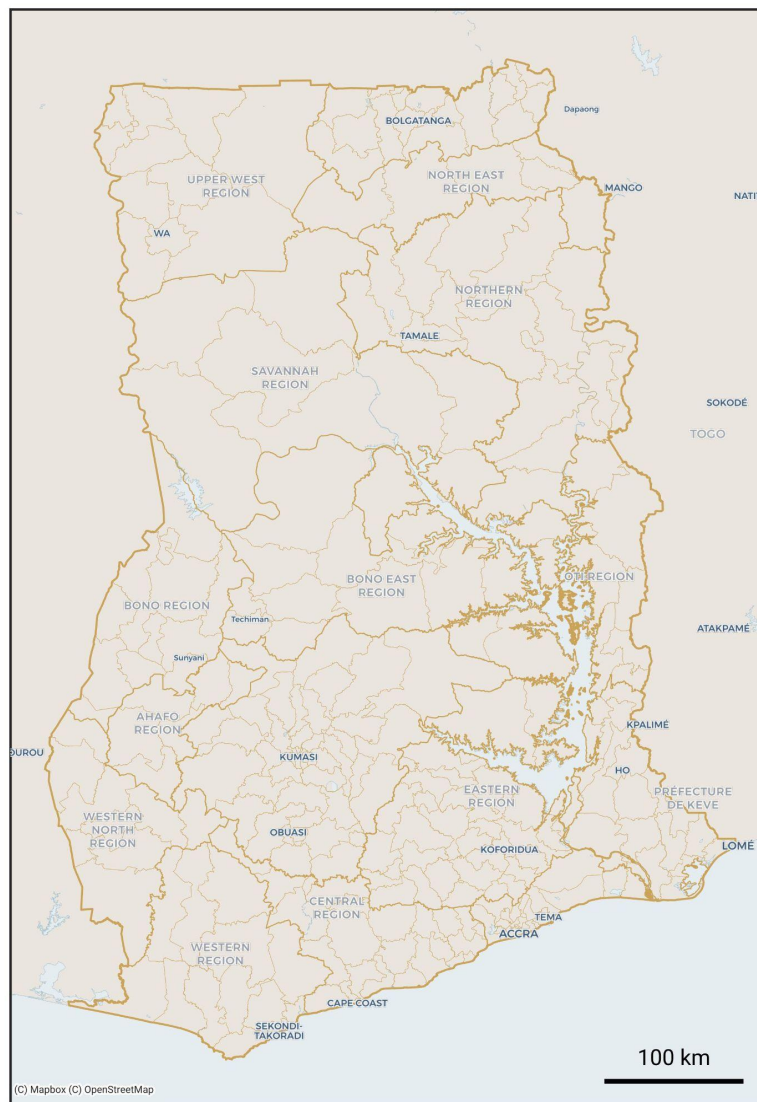 Dapaong
BOLGATANGA
UPPER WEST
REGION
NORTH EAST
REGION
MANGO
WA
NORTHERN
REGION
TAMALE
SAVANNAH
REGION
SOKODÉ
TOGO
BONO REGION
BONO EAST
REGION
OTI REGION
Techiman
ATAKPAMÉ
Sunyani
AHAFO
REGION
KPALIMÉ
KUMASI
HO
EASTERN
REGION
PRÉFECTURE
DE KEVE
WESTERN
NORTH
REGION
OBUASI
KOFORIDUA
LOMÉ
CENTRAL
REGION
TEMA
ACCRA
WESTERN
REGION
CAPE-COAST
SEKONDI-
TAKORADI
100 km
(C) Mapbox (C) OpenStreetMap